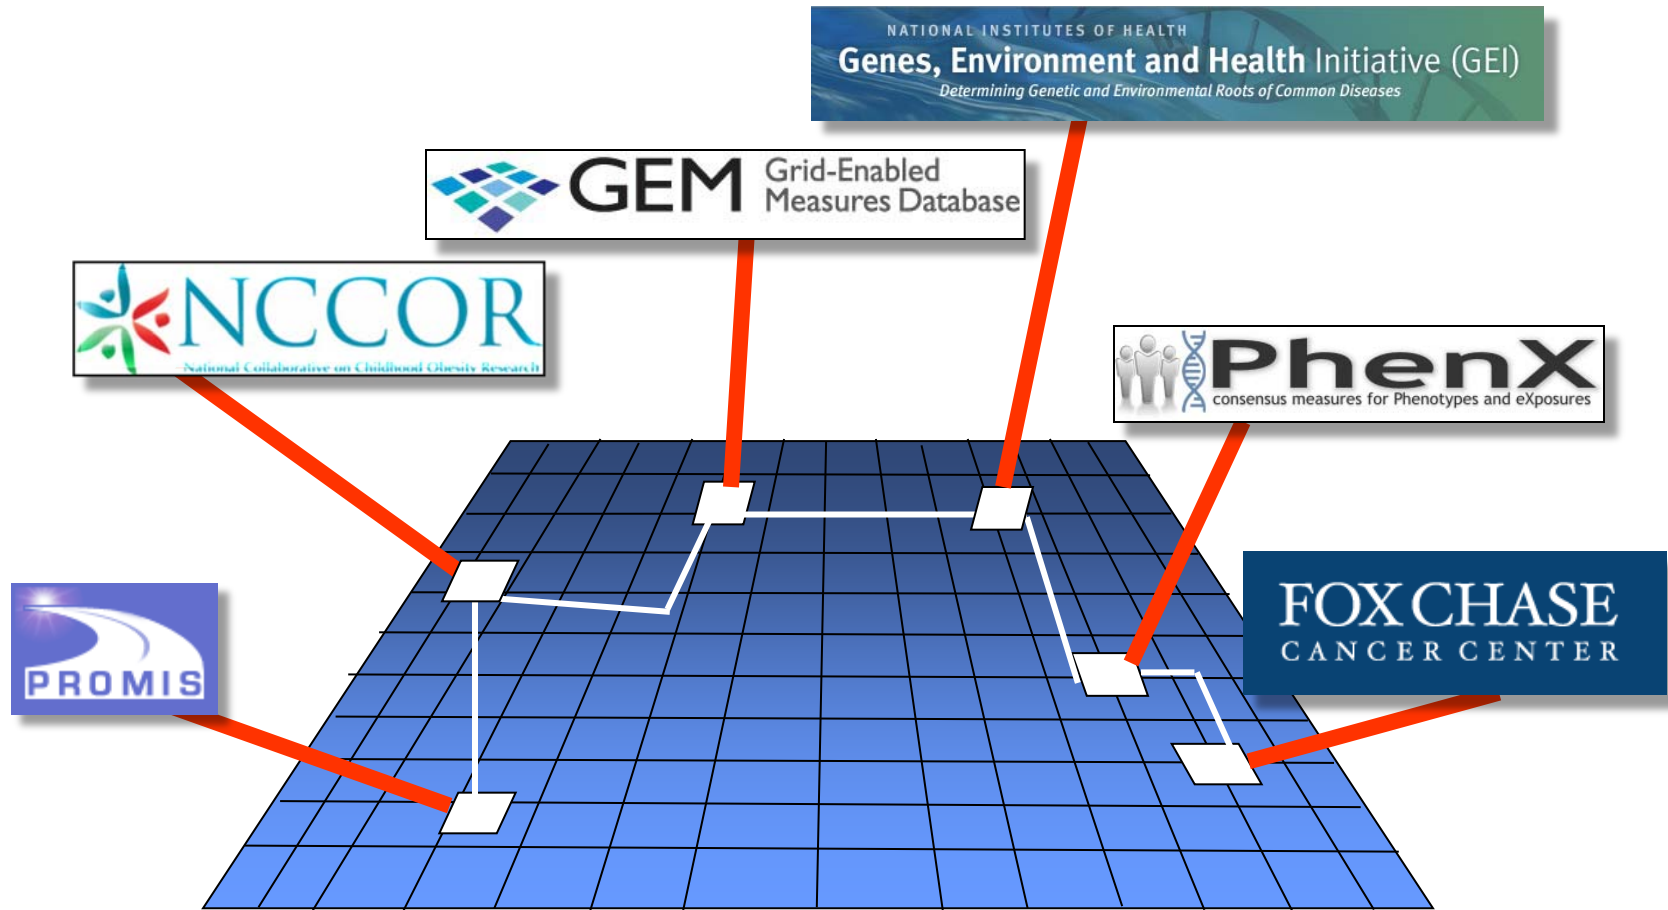 NATIONAL INSTITUTES OF HEALTH
Genes, Environment and Health Initiative (GEI)
Determining Genetic and Environmental Roots of Common Diseases
GEM
Grid-Enabled
Measures Database
NCCOR
National Collaborative on Childhood Obesity Research
PhenX
consensus measures for Phenotypes and eXposures
FOX CHASE
CANCER CENTER
PROMIS